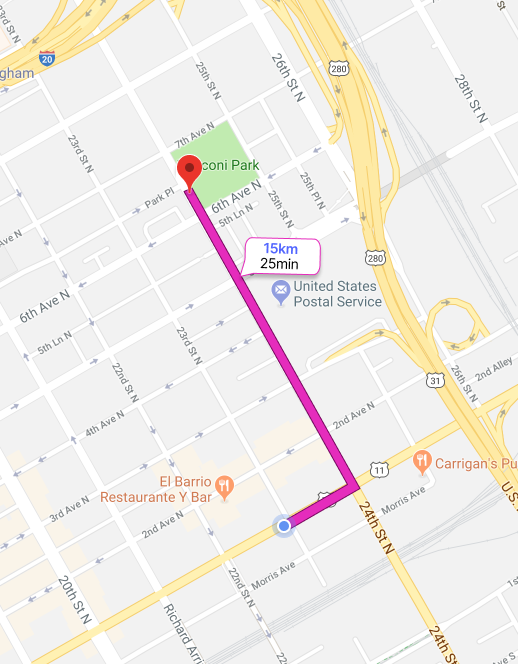 23rd St N
20
gham
25th St N
26th St N
280
28th St N
7th Ave N
23rd St N
coni Park
Park Pl
6th Ave N
5th Ln N
25th St N
25th Pl N
Ave N
15km
25min
280
United States
Postal Service
6th Ave N
5th Ln N
23rd St N
22nd St N
31
26th St N
2nd Alley
4th Ave N
2nd Ave N
11
Carrigan's Pu
El Barrio
Restaurante Y Bar
3rd Ave N
2nd Ave N
Morris Ave
U.S
24th St N
20th St N
22nd St N
Morris Ave
1s
Richard Arri
24th St N
Ave S